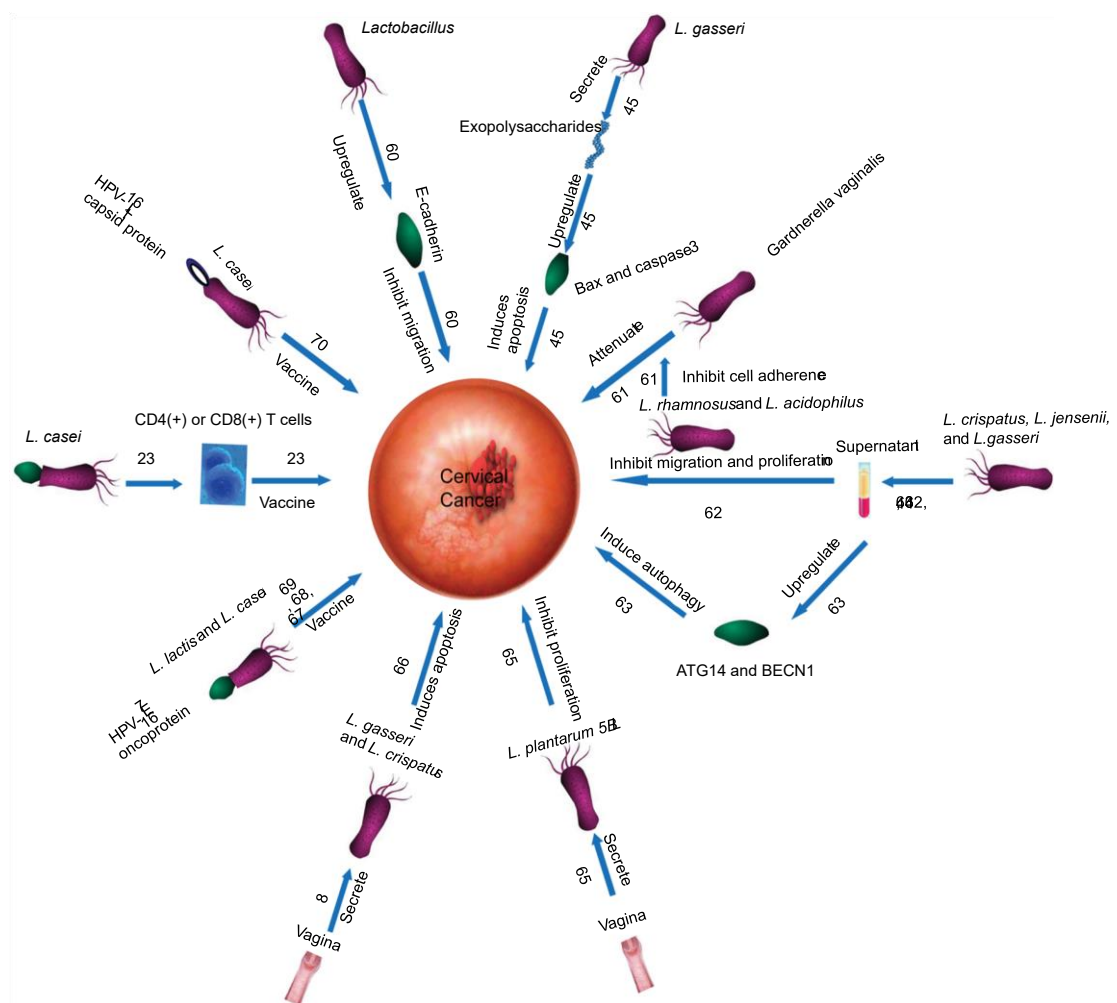 Lactobacillus
60
Upregulate
E-cadherin
Inhibit migration
60
L. gasseri
Secrete
45
Exopolysaccharides
Upregulate
45
Bax and caspase3
Induces
apoptosis
45
Gardnerella vaginalis
Attenuate
61
61
Inhibit cell adherence
L. rhamnosus and L. acidophilus
L. crispatus, L. jensenii,
and L.gasseri
Supernatant
Inhibit migration and proliferation
62
Upregulate
63
ATG14 and BECN1
Induce autophagy
63
HPV-16
capsid protein
L. casei
70
Vaccine
L. casei
23
CD4(+) or CD8(+) T cells
23
Vaccine
Cervical
Cancer
L. lactis and L. casei
69
, 68,
67
Vaccine
HPV-16
oncoprotein
66
Induces apoptosis
L. gasseri
and L. crispatus
8
Secrete
Vagina
65
Inhibit proliferation
L. plantarum
65
Secrete
Vagina